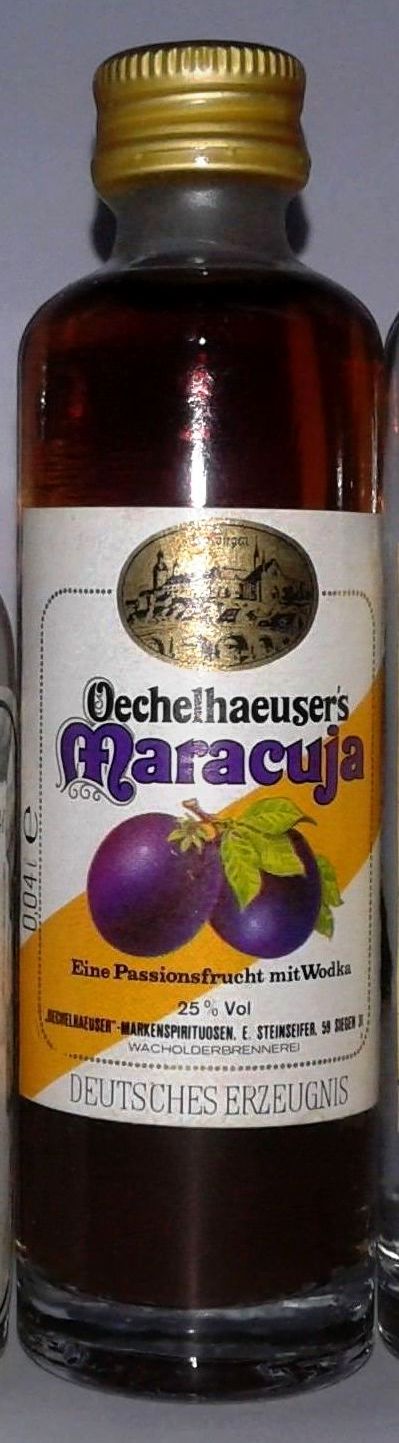 Oechelhaeuser's
Maracuja
0,04 l e
Eine Passionsfrucht mit Wodka
25% Vol
„OECHELHAEUSER"-MARKENSPIRITUOSEN, E. STEINSEIFER, 59 SIEGEN
WACHOLDERBRENNEREI
DEUTSCHES ERZEUGNIS